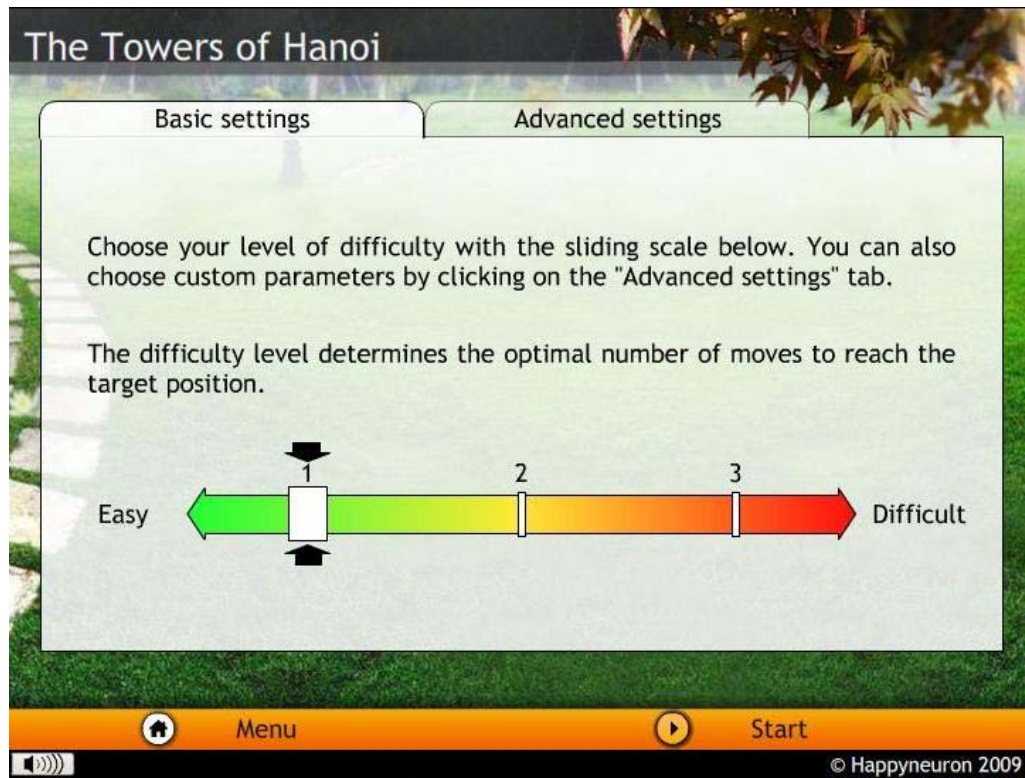 The Towers of Hanoi
Basic settings
Advanced settings
Choose your level of difficulty with the sliding scale below. You can also
choose custom parameters by clicking on the "Advanced settings" tab.
The difficulty level determines the optimal number of moves to reach the
target position.
1 2 3
Easy Difficult
Menu Start
© Happyneuron 2009